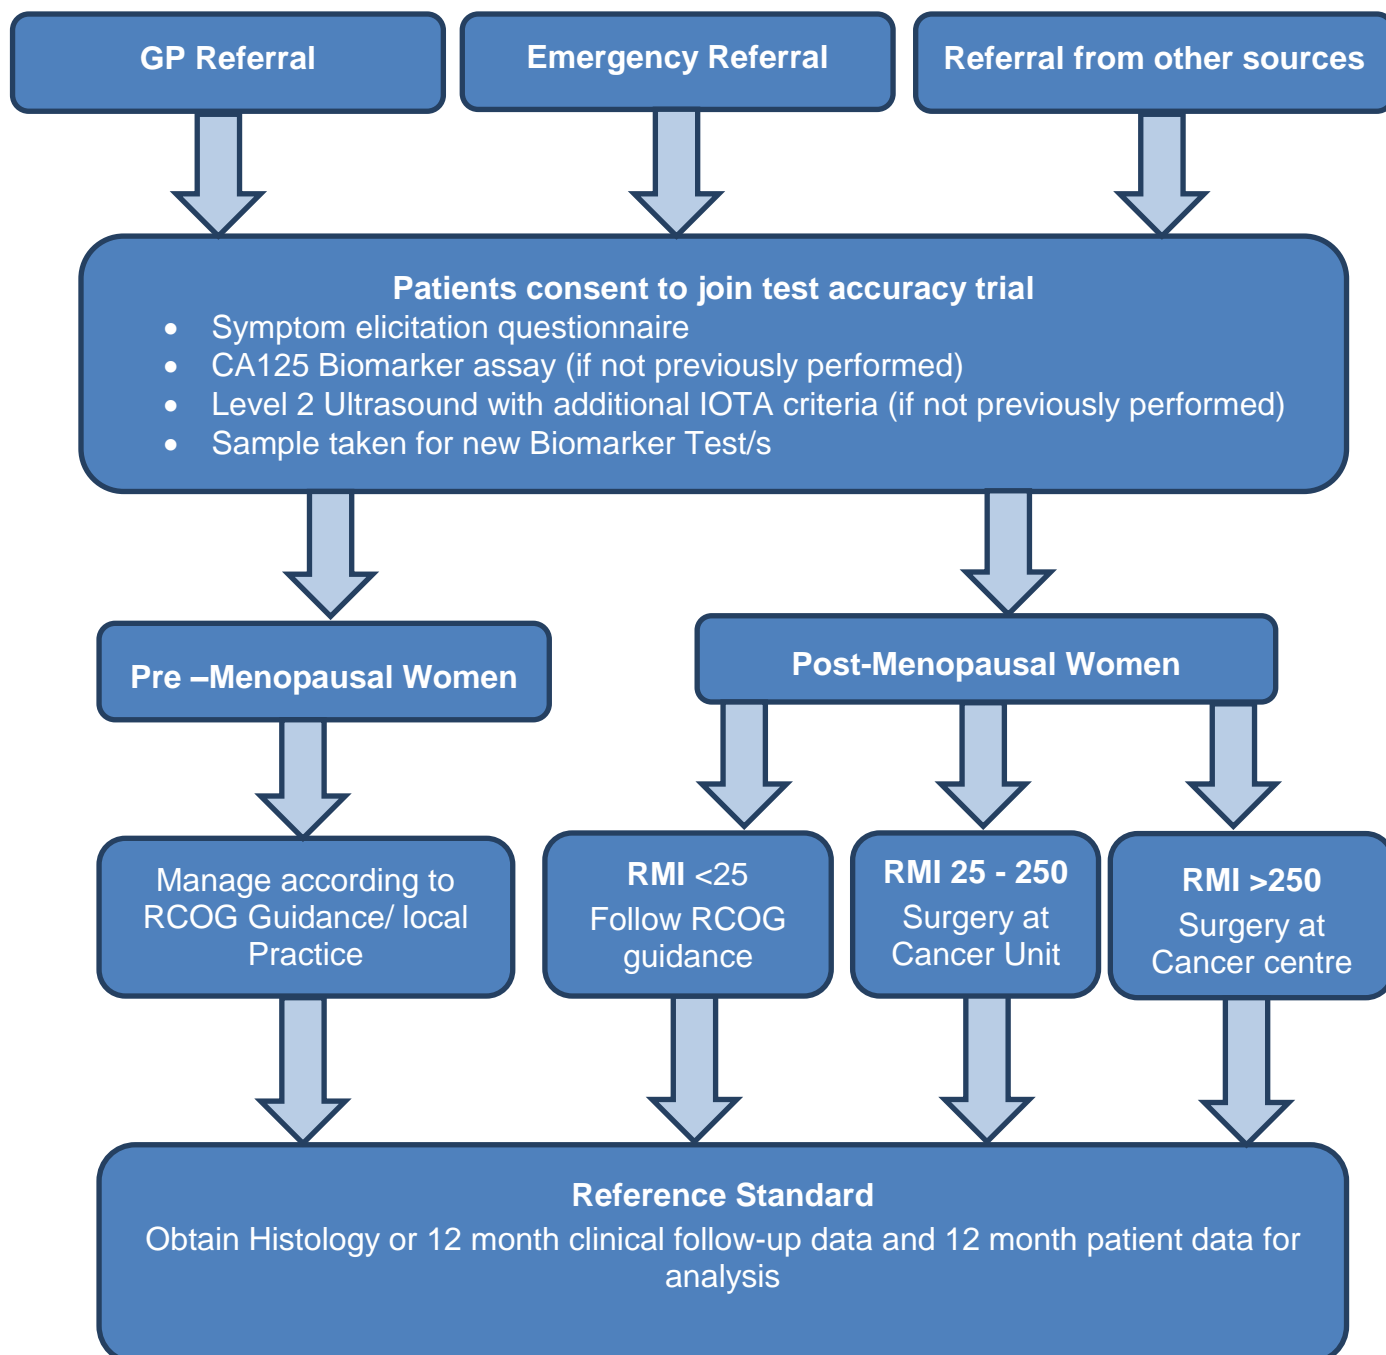 GP Referral
Emergency Referral
Referral from other sources
Patients consent to join test accuracy trial
• Symptom elicitation questionnaire
• CA125 Biomarker assay (if not previously performed)
• Level 2 Ultrasound with additional IOTA criteria (if not previously performed)
• Sample taken for new Biomarker Test/s
Pre –Menopausal Women
Post-Menopausal Women
Manage according to
RCOG Guidance/ local
Practice
RMI <25
Follow RCOG
guidance
RMI 25 - 250
Surgery at
Cancer Unit
RMI >250
Surgery at
Cancer centre
Reference Standard
Obtain Histology or 12 month clinical follow-up data and 12 month patient data for
analysis